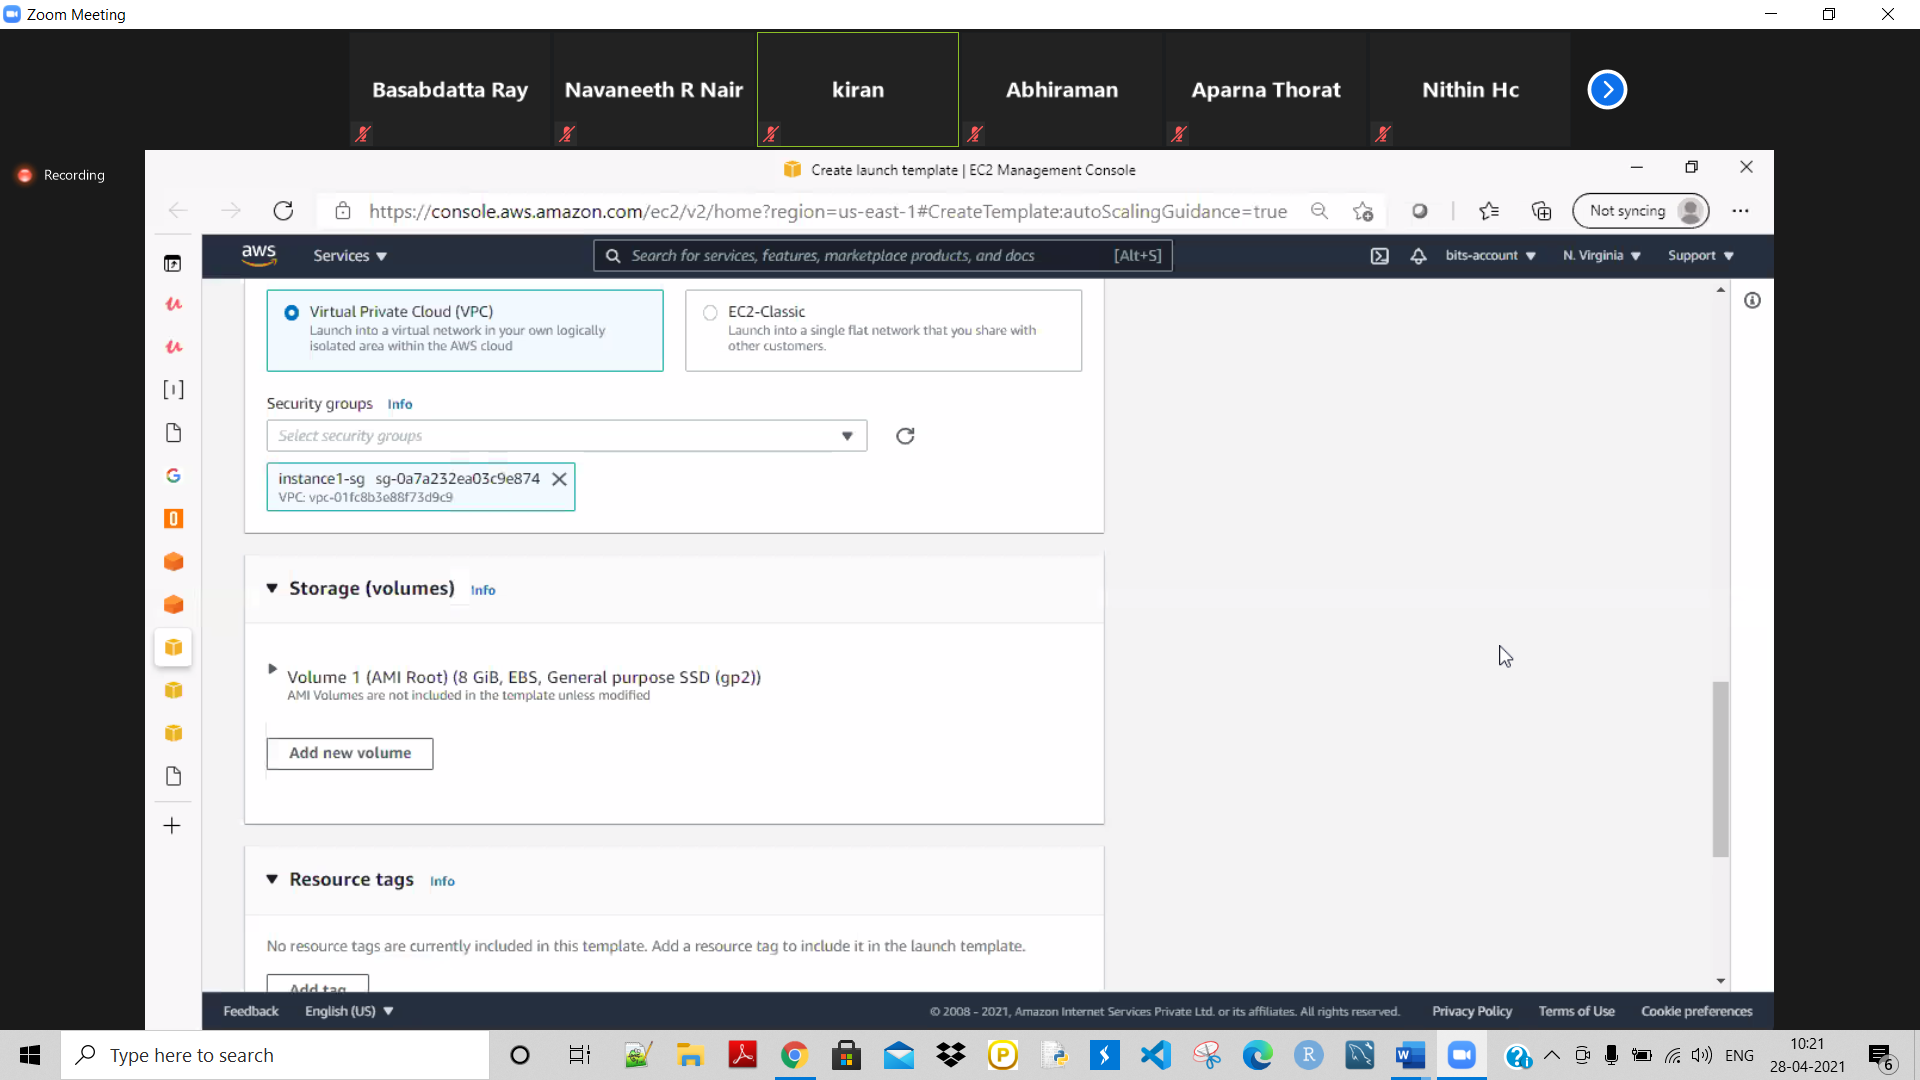 Zoom Meeting
Basabdatta Ray
Navaneeth R Nair
kiran
Abhiraman
Aparna Thorat
Nithin Hc
Recording
Create launch template | EC2 Management Console
https://console.aws.amazon.com/ec2/v2/home?region=us-east-1#CreateTemplate:autoScalingGuidance=true
Not syncing
aws
Services
Search for services, features, marketplace products, and docs
[Alt+S]
bits-account
N. Virginia
Support
Virtual Private Cloud (VPC)
Launch into a virtual network in your own logically
isolated area within the AWS cloud
EC2-Classic
Launch into a single flat network that you share with
other customers.
Security groups Info
Select security groups
instance1-sg sg-0a7a232ea03c9e874
VPC: vpc-01fc8b3e88f73d9c9
Storage (volumes) Info
Volume 1 (AMI Root) (8 GiB, EBS, General purpose SSD (gp2))
AMI Volumes are not included in the template unless modified
Add new volume
Resource tags Info
No resource tags are currently included in this template. Add a resource tag to include it in the launch template.
Add tag
Feedback
English (US)
© 2008 - 2021, Amazon Internet Services Private Ltd. or its affiliates. All rights reserved.
Privacy Policy
Terms of Use
Cookie preferences
Type here to search
ENG
10:21
28-04-2021
6